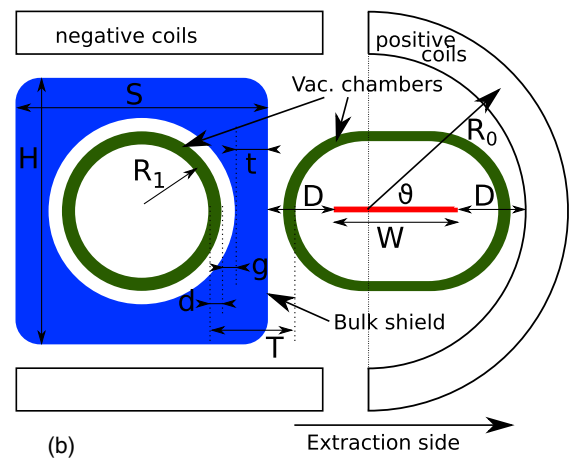 negative coils
positive
coils
Vac. chambers
S
H
R₀
t
R₁
D
ϑ
D
W
g
d
Bulk shield
T
(b)
Extraction side